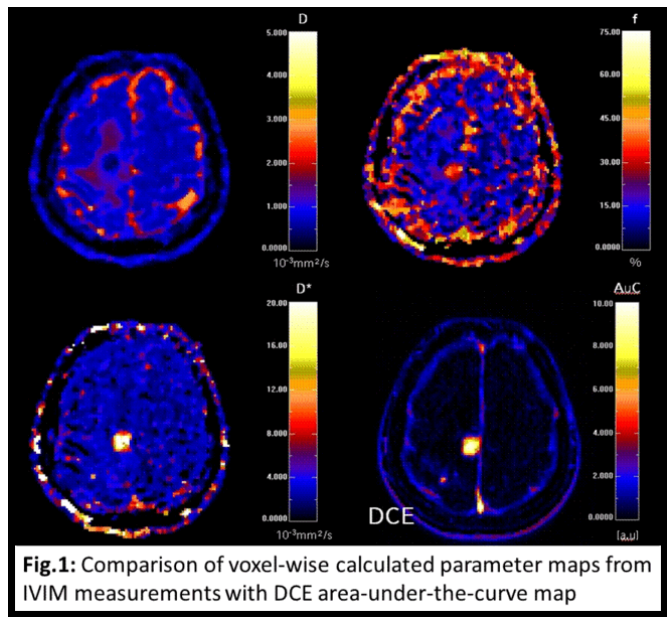 D
5.000
4.000
3.000
2.000
1.000
0.0000
10⁻³mm²/s
f
75.00
60.00
45.00
30.00
15.00
0.0000
%
D*
20.00
16.00
12.00
8.000
4.000
0.0000
10⁻³mm²/s
AuC
10.00
8.000
6.000
4.000
2.000
0.0000
[a.u]
DCE
Fig.1: Comparison of voxel-wise calculated parameter maps from
IVIM measurements with DCE area-under-the-curve map